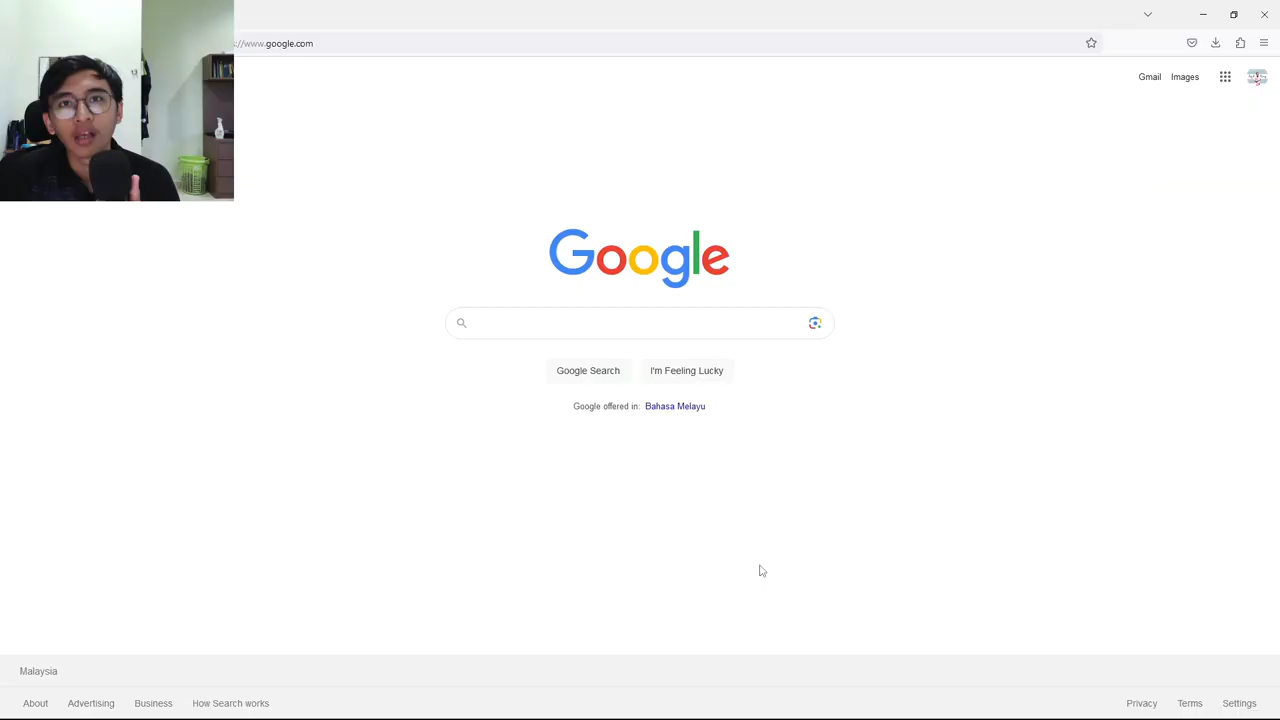 ://www.google.com
Gmail Images
Google
Google Search I'm Feeling Lucky
Google offered in: Bahasa Melayu
Malaysia
About Advertising Business How Search works
Privacy Terms Settings